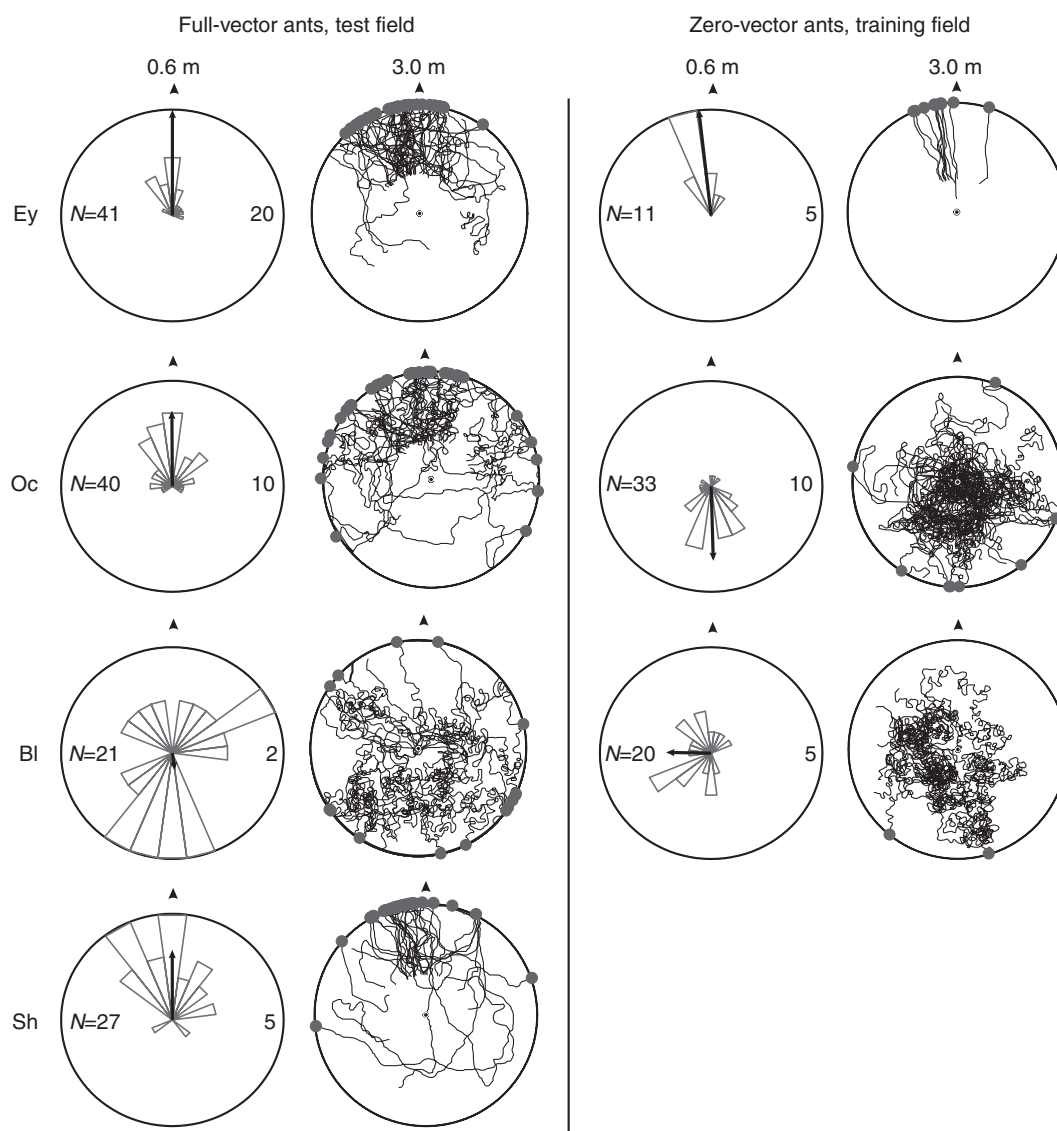 Full-vector ants, test field
Zero-vector ants, training field
0.6 m
3.0 m
0.6 m
3.0 m
Ey
N=41
20
N=11
5
Oc
N=40
10
N=33
10
Bl
N=21
2
N=20
5
Sh
N=27
5